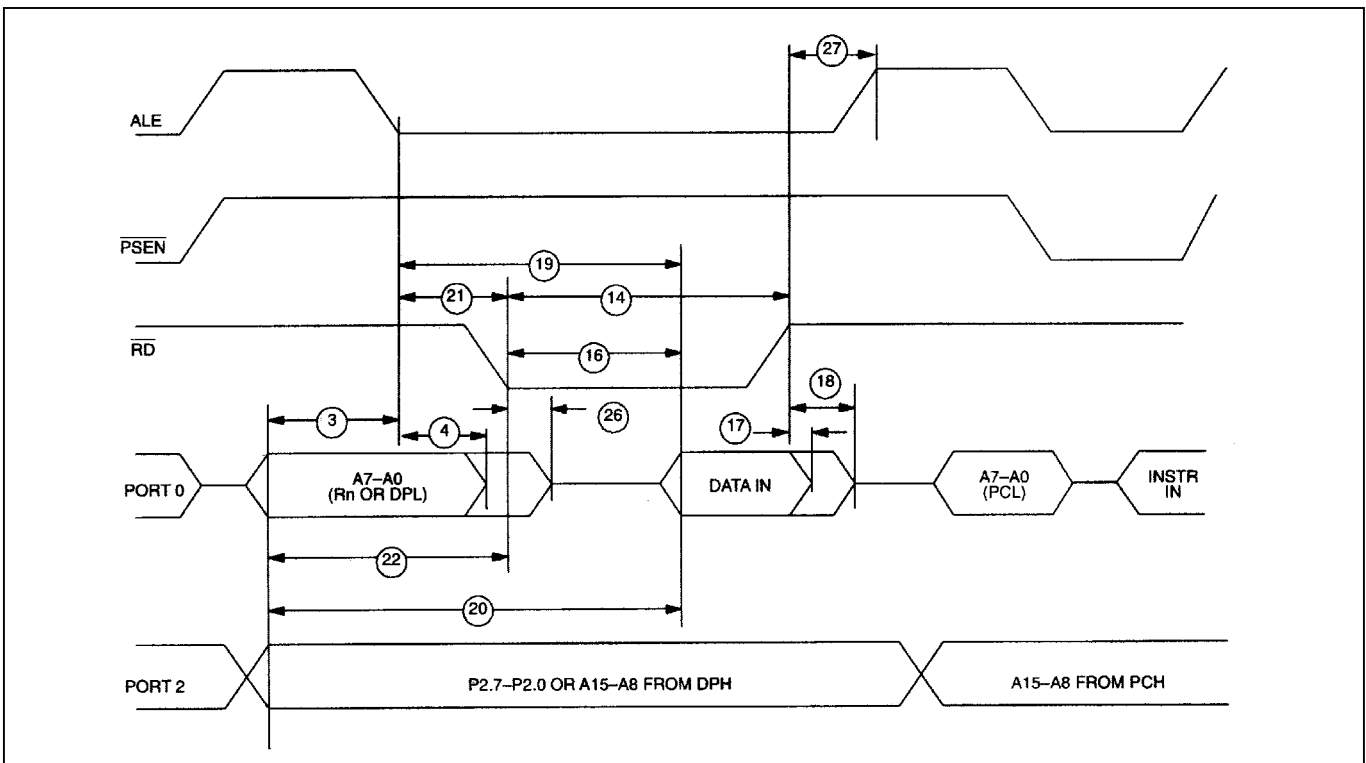 27
ALE
PSEN
19
21
14
RD
16
18
3
4
26
17
PORT 0
A7–A0
(Rn OR DPL)
DATA IN
A7–A0
(PCL)
INSTR
IN
22
20
PORT 2
P2.7–P2.0 OR A15–A8 FROM DPH
A15–A8 FROM PCH